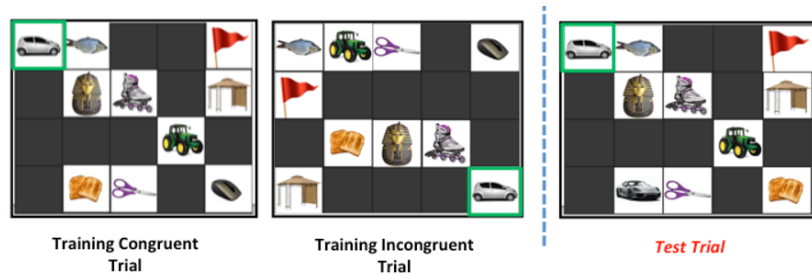 Training Congruent
Trial
Training Incongruent
Trial
Test Trial